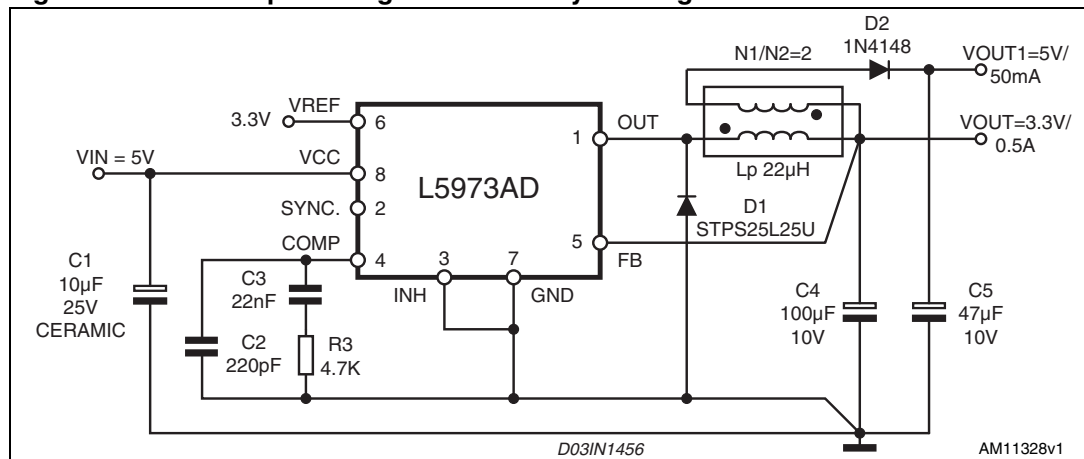 D2
1N4148
N1/N2=2
VOUT1=5V/
50mA
VREF
3.3V
6
1
OUT
VOUT=3.3V/
0.5A
VIN = 5V
VCC
8
Lp 22µH
L5973AD
SYNC.
2
D1
STPS25L25U
COMP
4
3
7
5
FB
INH
GND
C1
10µF
25V
CERAMIC
C3
22nF
C2
220pF
R3
4.7K
C4
100µF
10V
C5
47µF
10V
D03IN1456
AM11328v1